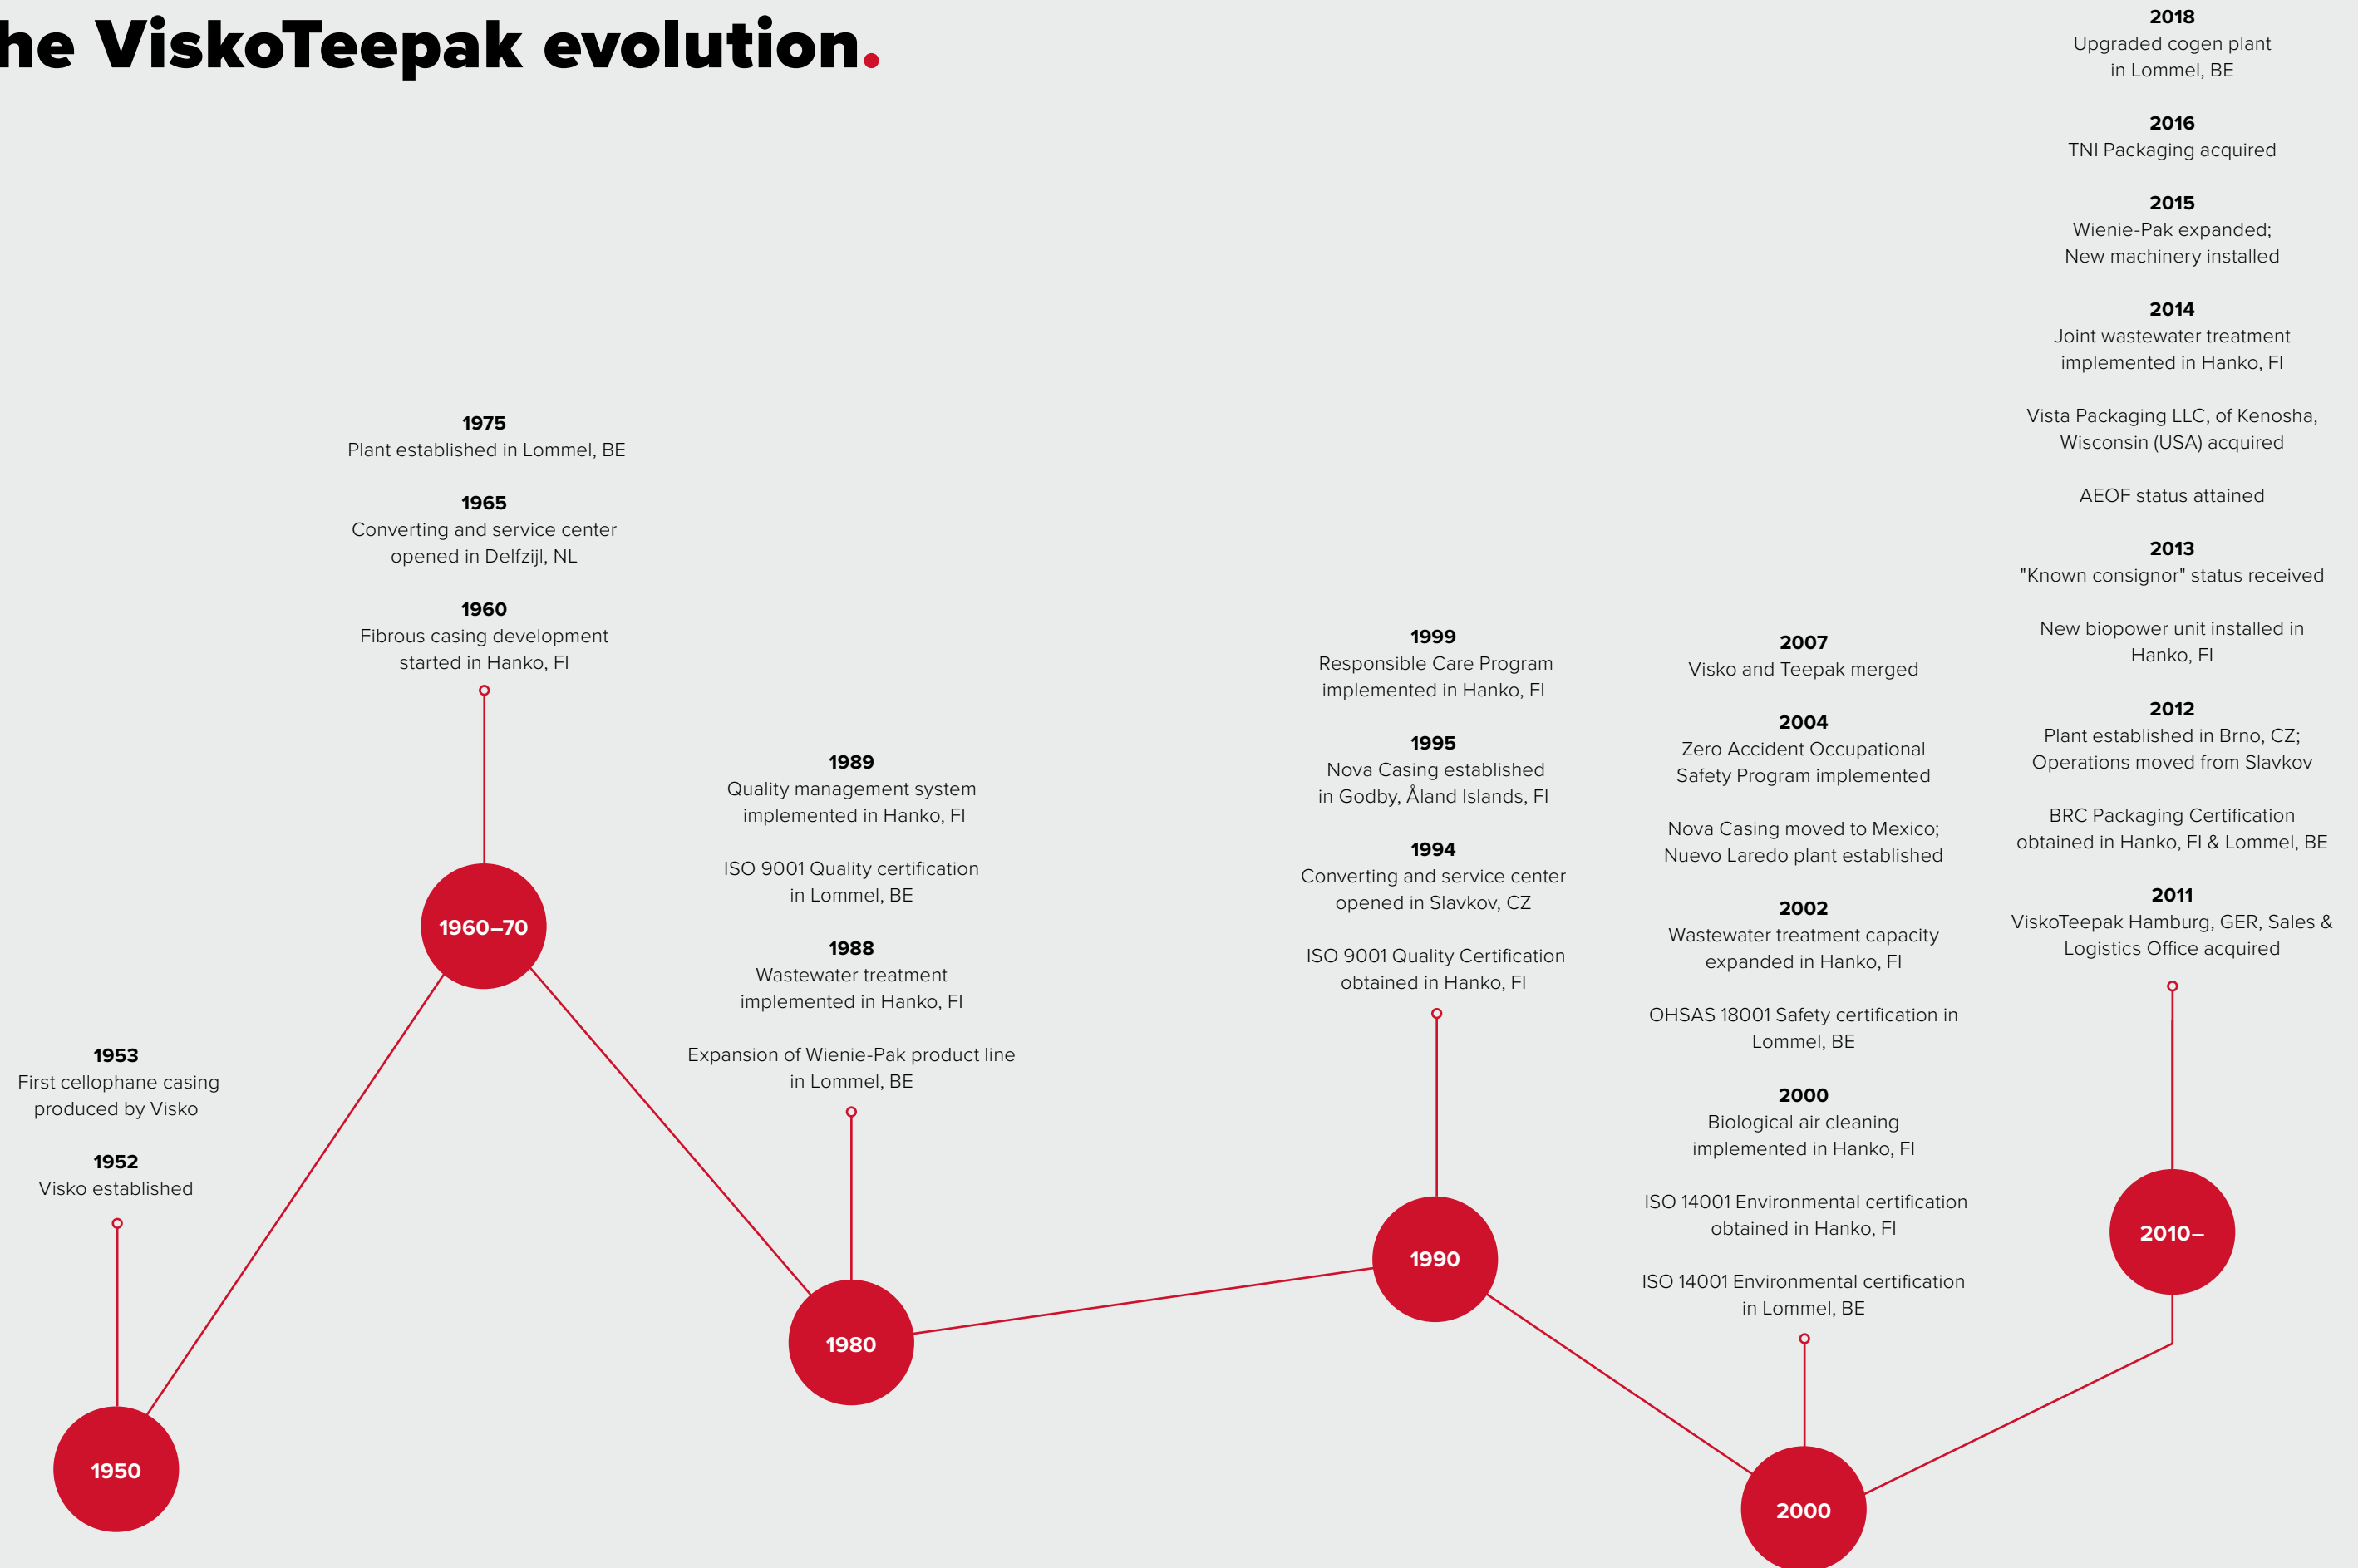 he ViskoTeepak evolution.
1953
First cellophane casing
produced by Visko
1952
Visko established
1950
1975
Plant established in Lommel, BE
1965
Converting and service center
opened in Delfzijl, NL
1960
Fibrous casing development
started in Hanko, FI
1960–70
1989
Quality management system
implemented in Hanko, FI
ISO 9001 Quality certification
in Lommel, BE
1988
Wastewater treatment
implemented in Hanko, FI
Expansion of Wienie-Pak product line
in Lommel, BE
1980
1999
Responsible Care Program
implemented in Hanko, FI
1995
Nova Casing established
in Godby, Åland Islands, FI
1994
Converting and service center
opened in Slavkov, CZ
ISO 9001 Quality Certification
obtained in Hanko, FI
1990
2007
Visko and Teepak merged
2004
Zero Accident Occupational
Safety Program implemented
Nova Casing moved to Mexico;
Nuevo Laredo plant established
2002
Wastewater treatment capacity
expanded in Hanko, FI
OHSAS 18001 Safety certification in
Lommel, BE
2000
Biological air cleaning
implemented in Hanko, FI
ISO 14001 Environmental certification
obtained in Hanko, FI
ISO 14001 Environmental certification
in Lommel, BE
2000
2018
Upgraded cogen plant
in Lommel, BE
2016
TNI Packaging acquired
2015
Wienie-Pak expanded;
New machinery installed
2014
Joint wastewater treatment
implemented in Hanko, FI
Vista Packaging LLC, of Kenosha,
Wisconsin (USA) acquired
AEOF status attained
2013
"Known consignor" status received
New biopower unit installed in
Hanko, FI
2012
Plant established in Brno, CZ;
Operations moved from Slavkov
BRC Packaging Certification
obtained in Hanko, FI & Lommel, BE
2011
ViskoTeepak Hamburg, GER, Sales &
Logistics Office acquired
2010–